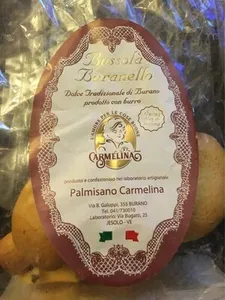 Bussolà
Buranello
Dolce Tradizionale di Burano
prodotto con burro
CARMELINA
prodotto e confezionato nel laboratorio artigianale
Palmisano Carmelina
Via B. Galuppi, 355 BURANO
Tel. 041/730010
Laboratorio: Via Bugatti, 25
JESOLO - VE